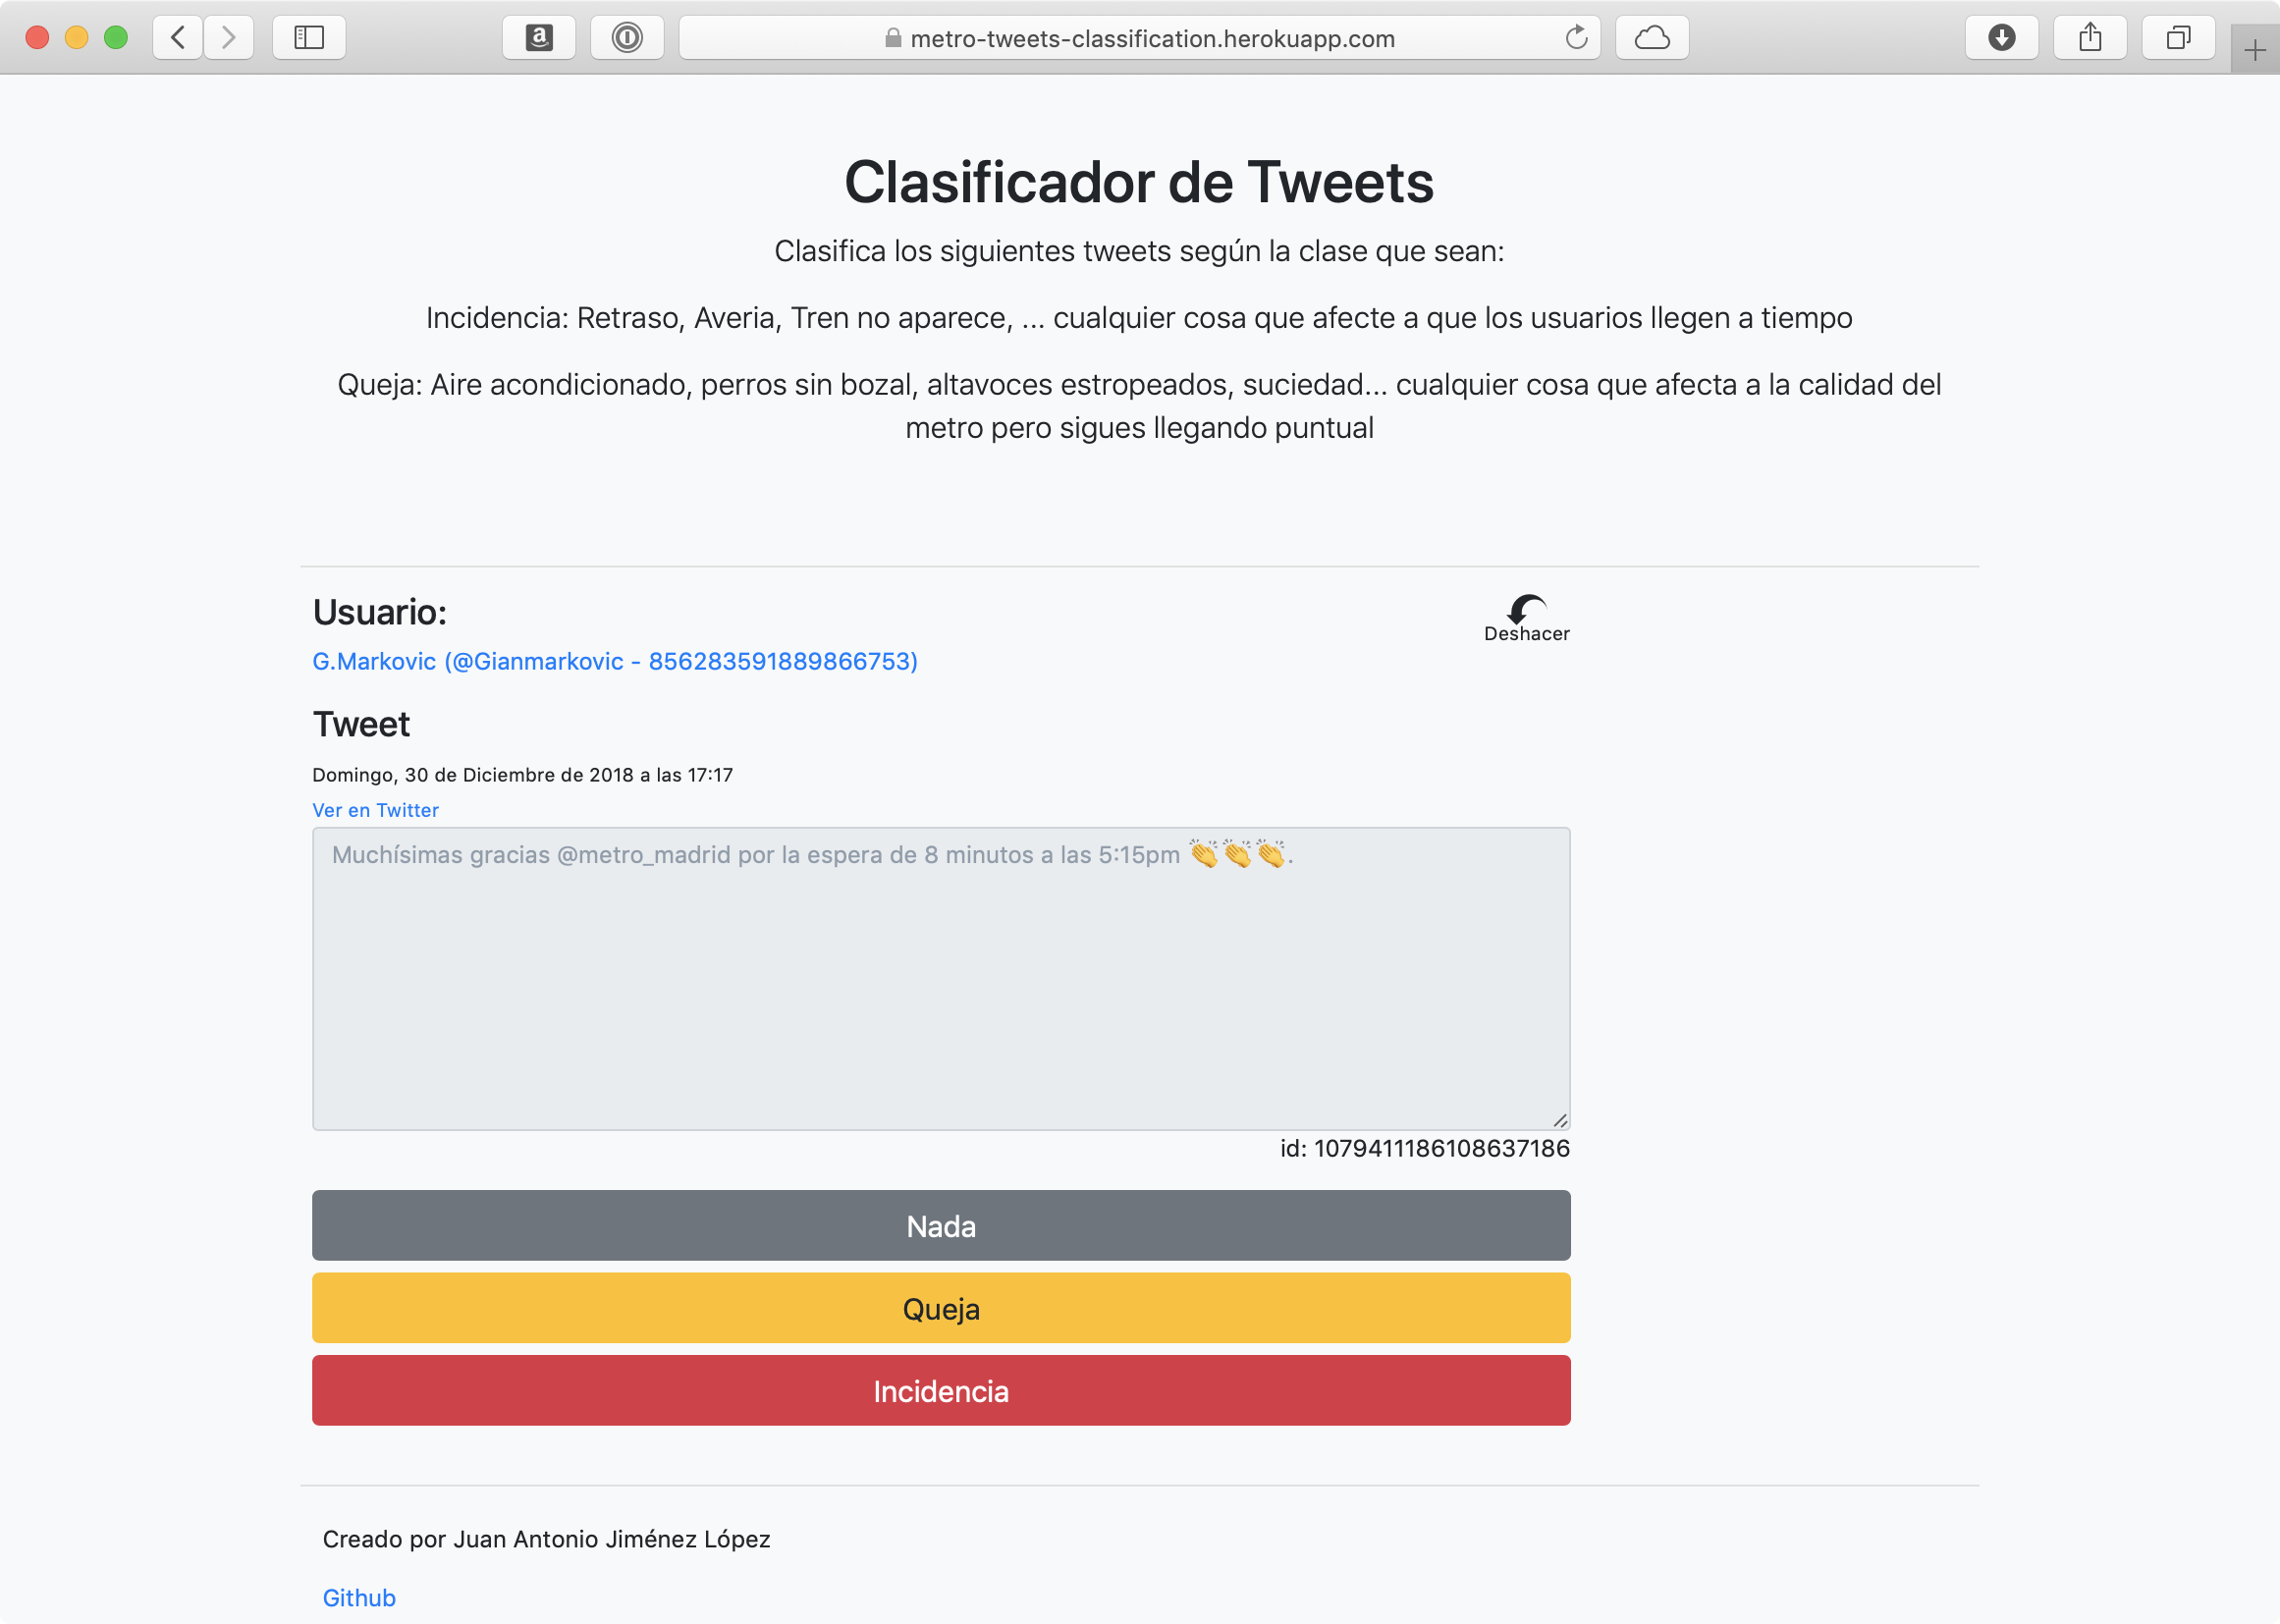 metro-tweets-classification.herokuapp.com
Clasificador de Tweets
Clasifica los siguientes tweets según la clase que sean:
Incidencia: Retraso, Averia, Tren no aparece, ... cualquier cosa que afecte a que los usuarios llegen a tiempo
Queja: Aire acondicionado, perros sin bozal, altavoces estropeados, suciedad... cualquier cosa que afecta a la calidad del
metro pero sigues llegando puntual
Usuario:
Deshacer
G.Markovic (@Gianmarkovic - 856283591889866753)
Tweet
Domingo, 30 de Diciembre de 2018 a las 17:17
Ver en Twitter
Muchísimas gracias @metro_madrid por la espera de 8 minutos a las 5:15pm 👏👏👏.
id: 1079411186108637186
Nada
Queja
Incidencia
Creado por Juan Antonio Jiménez López
Github